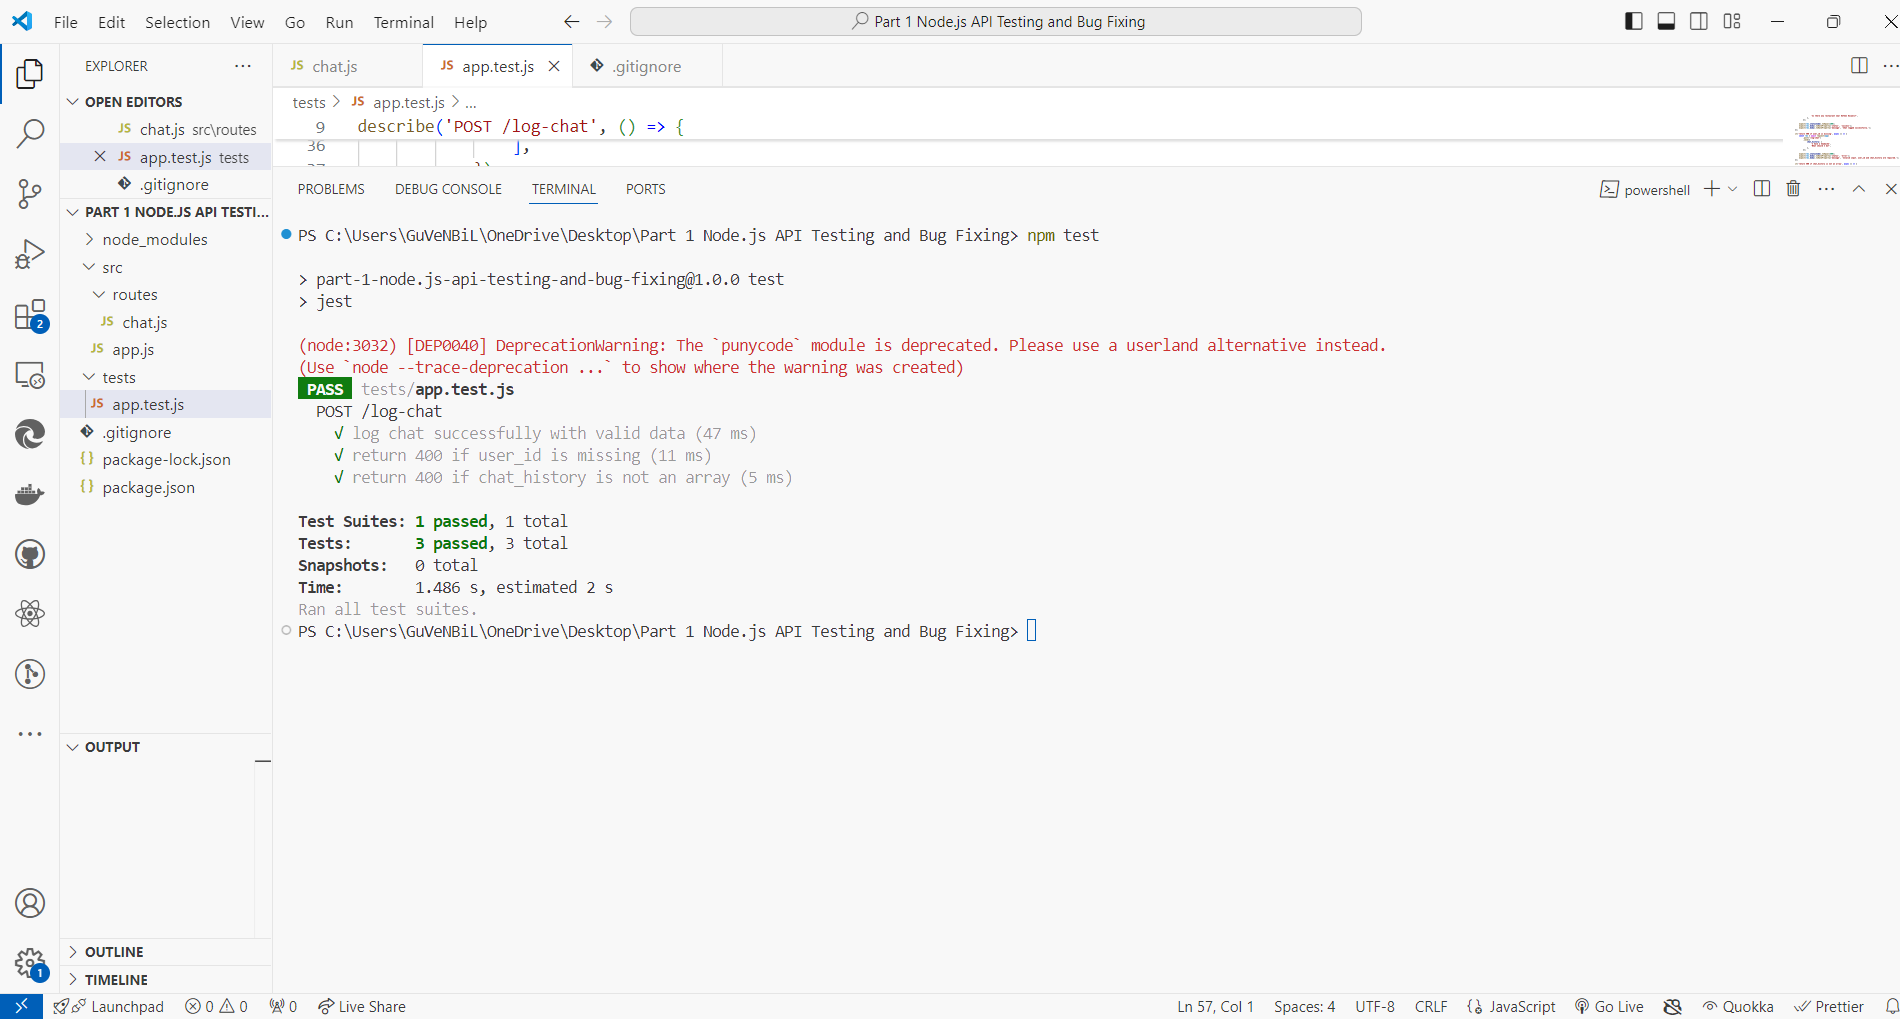 File Edit Selection View Go Run Terminal Help
Part 1 Node.js API Testing and Bug Fixing
EXPLORER
OPEN EDITORS
JS chat.js src\routes
JS app.test.js tests
.gitignore
PART 1 NODE.JS API TESTI...
node_modules
src
routes
JS chat.js
JS app.js
tests
JS app.test.js
.gitignore
{} package-lock.json
{} package.json
OUTPUT
OUTLINE
TIMELINE
2
1
JS chat.js
JS app.test.js
.gitignore
tests > JS app.test.js > ...
9 describe('POST /log-chat', () => {
36 ],
PROBLEMS DEBUG CONSOLE TERMINAL PORTS
powershell
PS C:\Users\GuVeNBiL\OneDrive\Desktop\Part 1 Node.js API Testing and Bug Fixing> npm test
> part-1-node.js-api-testing-and-bug-fixing@1.0.0 test
> jest
(node:3032) [DEP0040] DeprecationWarning: The `punycode` module is deprecated. Please use a userland alternative instead.
(Use `node --trace-deprecation ...` to show where the warning was created)
PASS tests/app.test.js
POST /log-chat
√ log chat successfully with valid data (47 ms)
√ return 400 if user_id is missing (11 ms)
√ return 400 if chat_history is not an array (5 ms)
Test Suites: 1 passed, 1 total
Tests: 3 passed, 3 total
Snapshots: 0 total
Time: 1.486 s, estimated 2 s
Ran all test suites.
PS C:\Users\GuVeNBiL\OneDrive\Desktop\Part 1 Node.js API Testing and Bug Fixing>
Launchpad 0 0 0 Live Share
Ln 57, Col 1 Spaces: 4 UTF-8 CRLF {} JavaScript Go Live Quokka Prettier